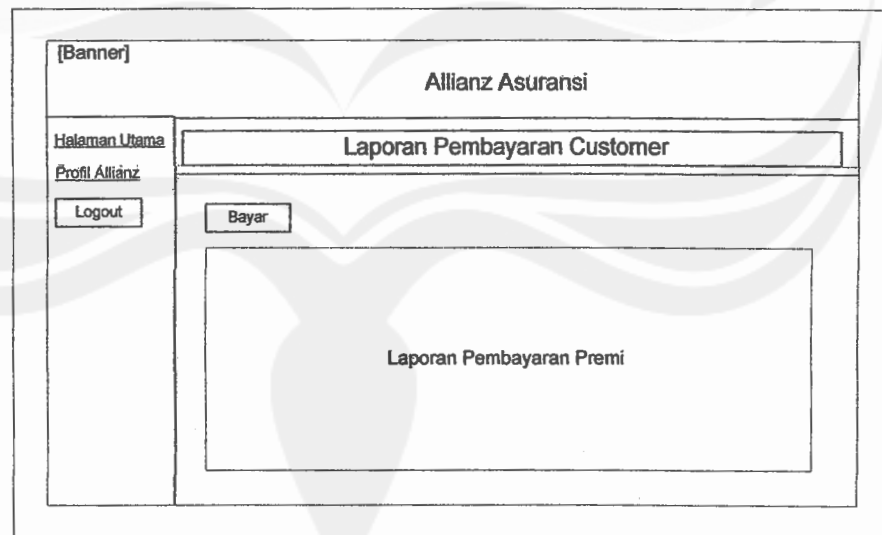 [Banner]
Allianz Asuransi
Halaman Utama
Profil Allianz
Logout
Laporan Pembayaran Customer
Bayar
Laporan Pembayaran Premi